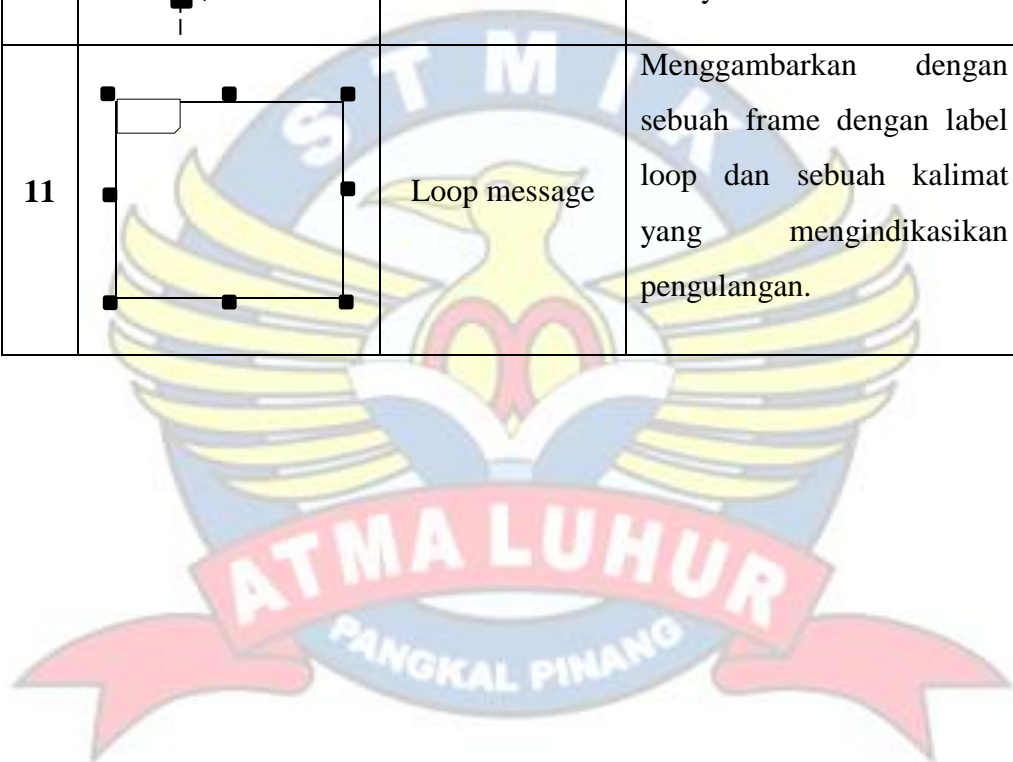 11
Loop message
Menggambarkan dengan
sebuah frame dengan label
loop dan sebuah kalimat
yang mengindikasikan
pengulangan.
STMIK
ATMA LUHUR
PANGKAL PINANG